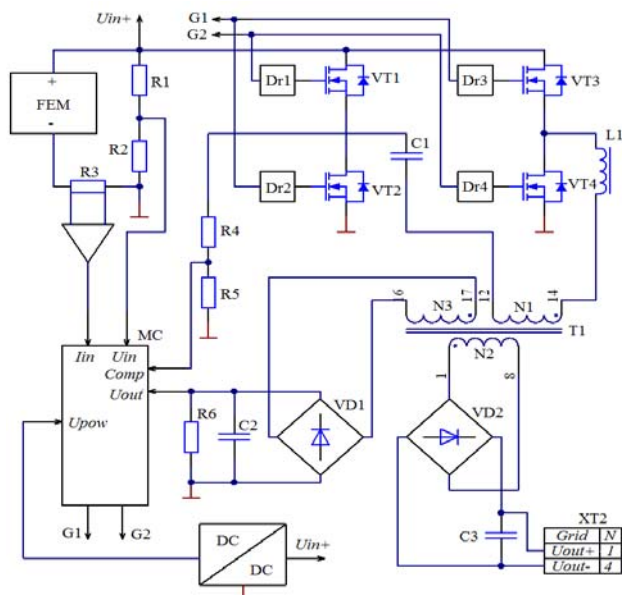 Uin+
G1
G2
+
FEM
-
R1
R2
R3
Dr1
VT1
Dr3
VT3
C1
L1
Dr2
VT2
Dr4
VT4
R4
R5
16
N3
17
12
N1
14
T1
N2
1
8
MC
Iin
Uin
Comp
Uout
Upow
R6
C2
VD1
VD2
G1
G2
DC
DC
Uin+
C3
XT2
Grid N
Uout+ 1
Uout- 4